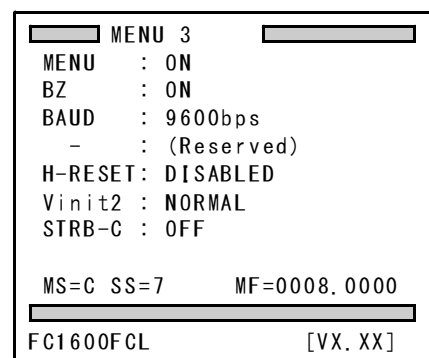 MENU 3
MENU : ON
BZ : ON
BAUD : 9600bps
- : (Reserved)
H-RESET: DISABLED
Vinit2 : NORMAL
STRB-C : OFF
MS=C SS=7 MF=0008.0000
FC1600FCL [VX.XX]